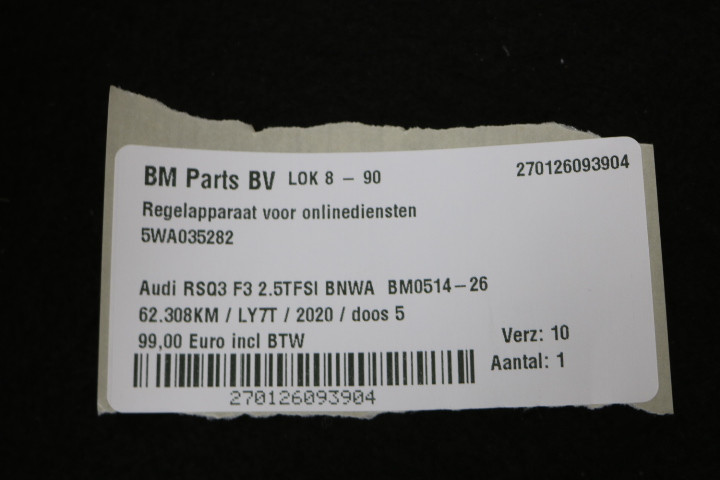 BM Parts BV LOK 8 - 90 270126093904
Regelapparaat voor onlinediensten
5WA035282
Audi RSQ3 F3 2.5TFSI BNWA BM0514-26
62.308KM / LY7T / 2020 / doos 5
99,00 Euro incl BTW Verz: 10
Aantal: 1
270126093904